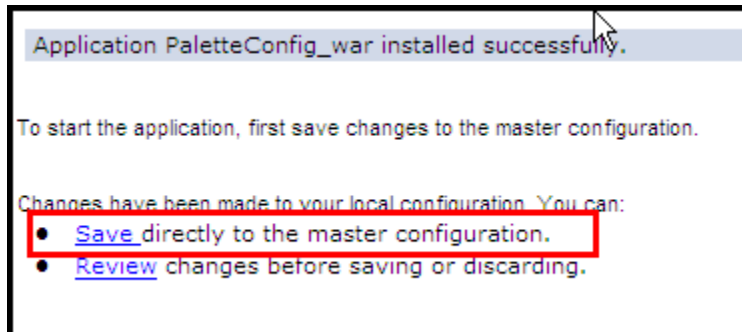 Application PaletteConfig_war installed successfully.
To start the application, first save changes to the master configuration.
Changes have been made to your local configuration. You can:
● Save directly to the master configuration.
● Review changes before saving or discarding.